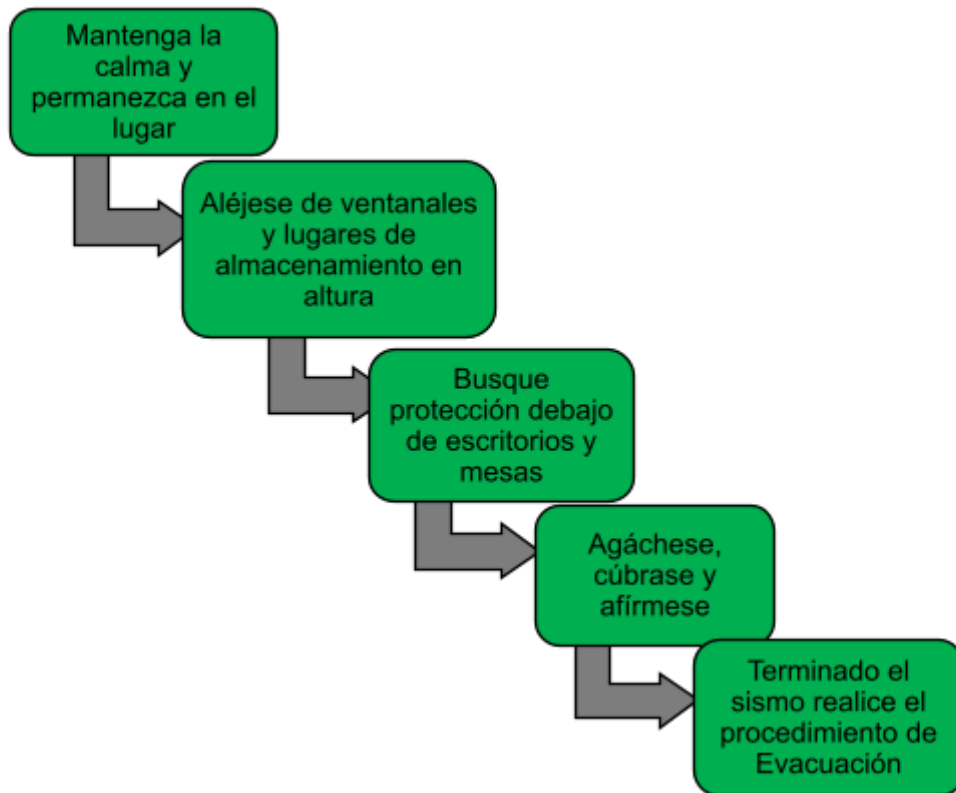 Mantenga la
calma y
permanezca en el
lugar
Aléjese de ventanales
y lugares de
almacenamiento en
altura
Busque
protección debajo
de escritorios y
mesas
Agáchese,
cúbrase y
afírmese
Terminado el
sismo realice el
procedimiento de
Evacuación